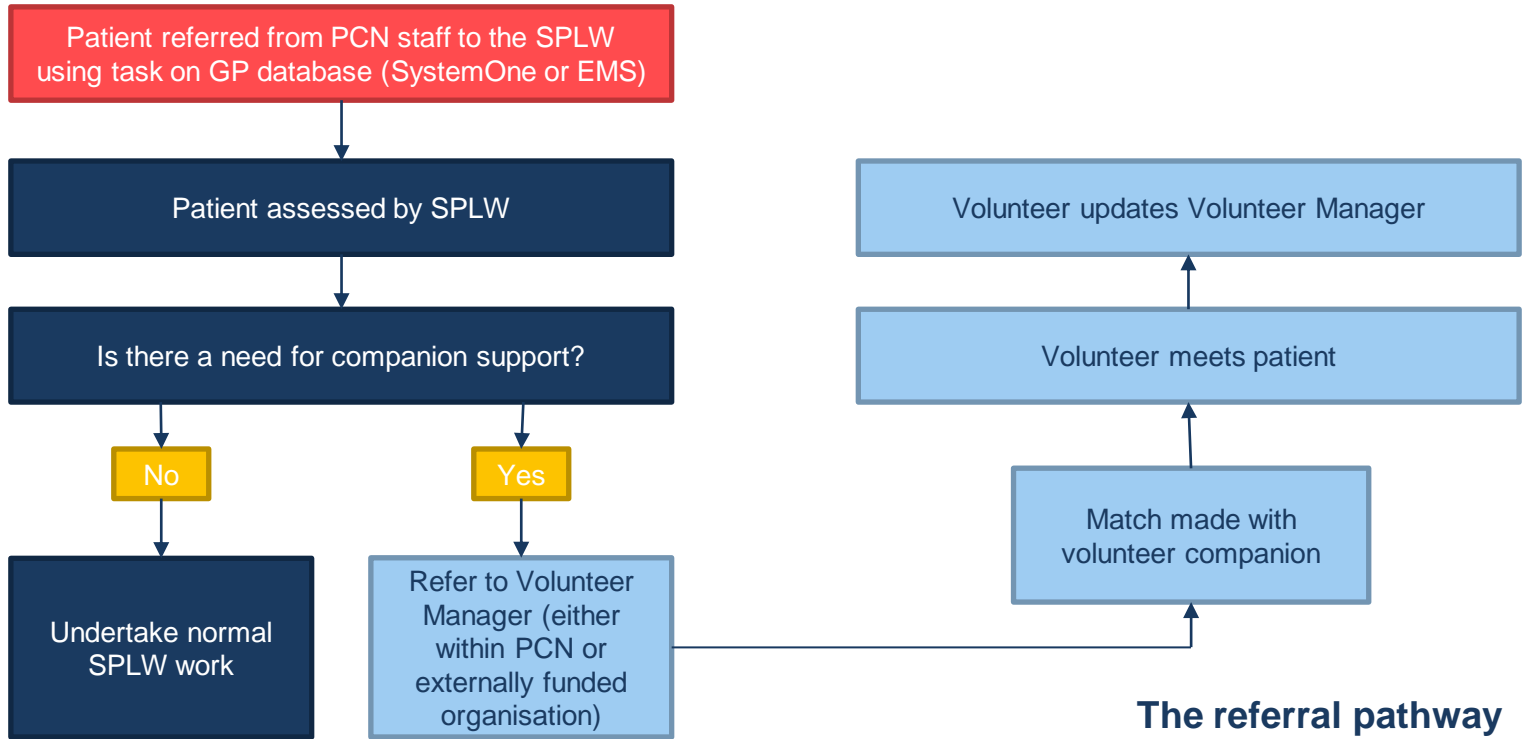 Patient referred from PCN staff to the SPLW
using task on GP database (SystemOne or EMS)
Patient assessed by SPLW
Is there a need for companion support?
No
Yes
Undertake normal
SPLW work
Refer to Volunteer
Manager (either
within PCN or
externally funded
organisation)
Match made with
volunteer companion
Volunteer meets patient
Volunteer updates Volunteer Manager
The referral pathway